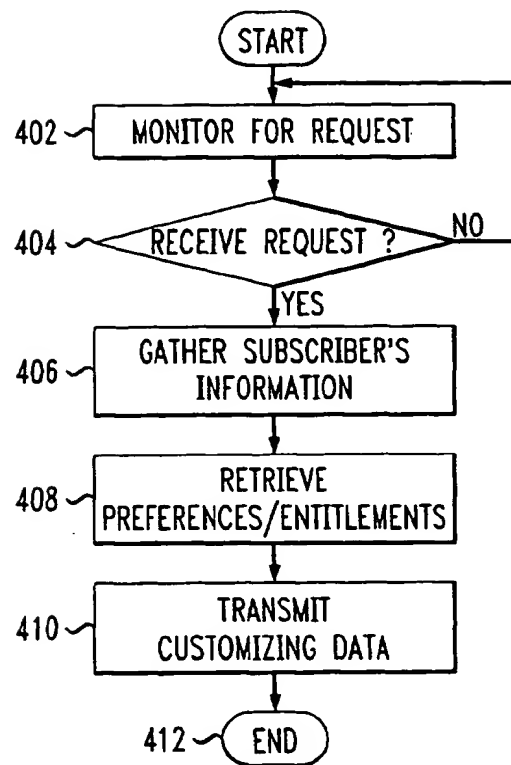 START
402 MONITOR FOR REQUEST
404 RECEIVE REQUEST ? NO
YES
406 GATHER SUBSCRIBER'S
INFORMATION
408 RETRIEVE
PREFERENCES/ENTITLEMENTS
410 TRANSMIT
CUSTOMIZING DATA
412 END